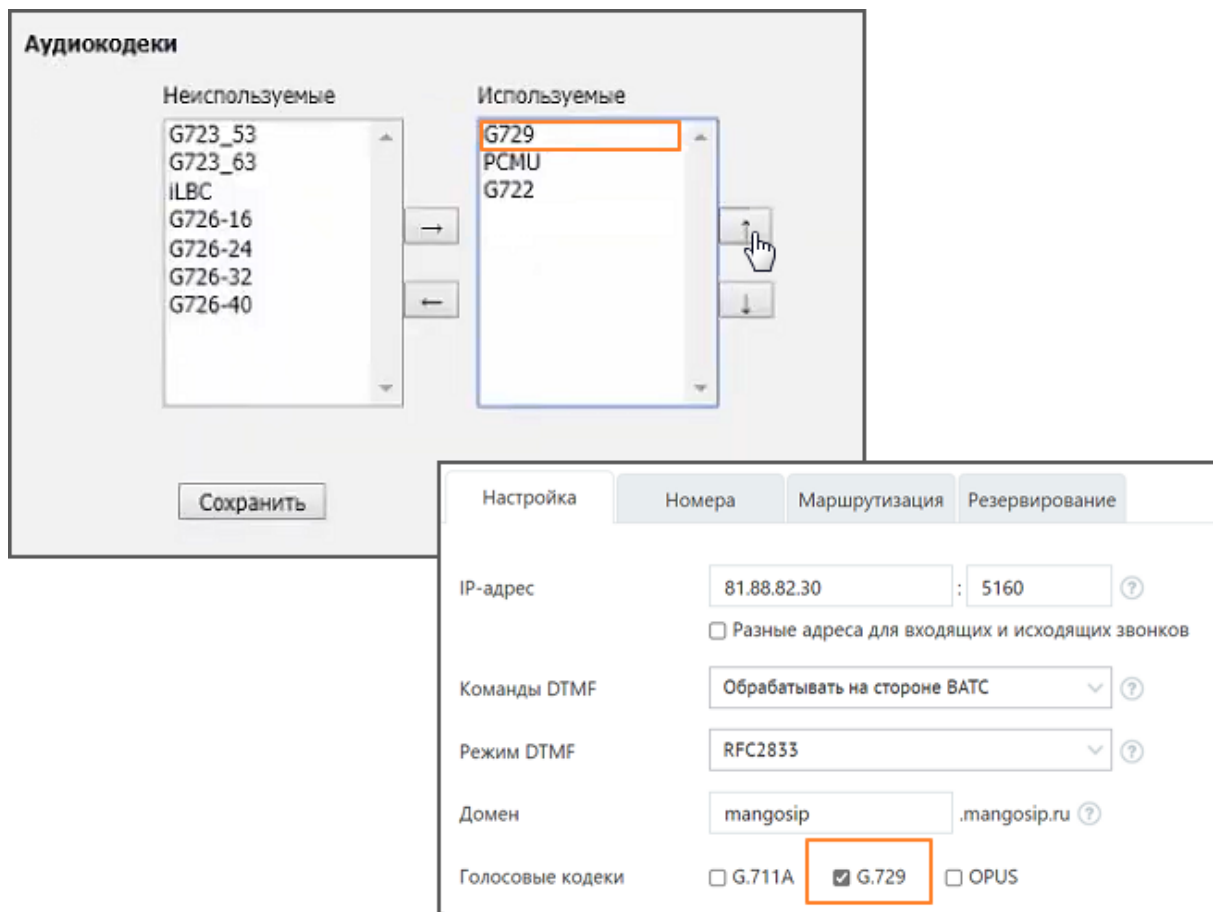 Аудиокодеки
Неиспользуемые Используемые
G723_53
G723_63
iLBC
G726-16
G726-24
G726-32
G726-40
G729
PCMU
G722
→
←
↑
↓
Сохранить
Настройка Номера Маршрутизация Резервирование
IP-адрес 81.88.82.30 : 5160 ?
Разные адреса для входящих и исходящих звонков
Команды DTMF Обрабатывать на стороне ВАТС ?
Режим DTMF RFC2833 ?
Домен mangosip .mangosip.ru ?
Голосовые кодеки G.711A G.729 OPUS